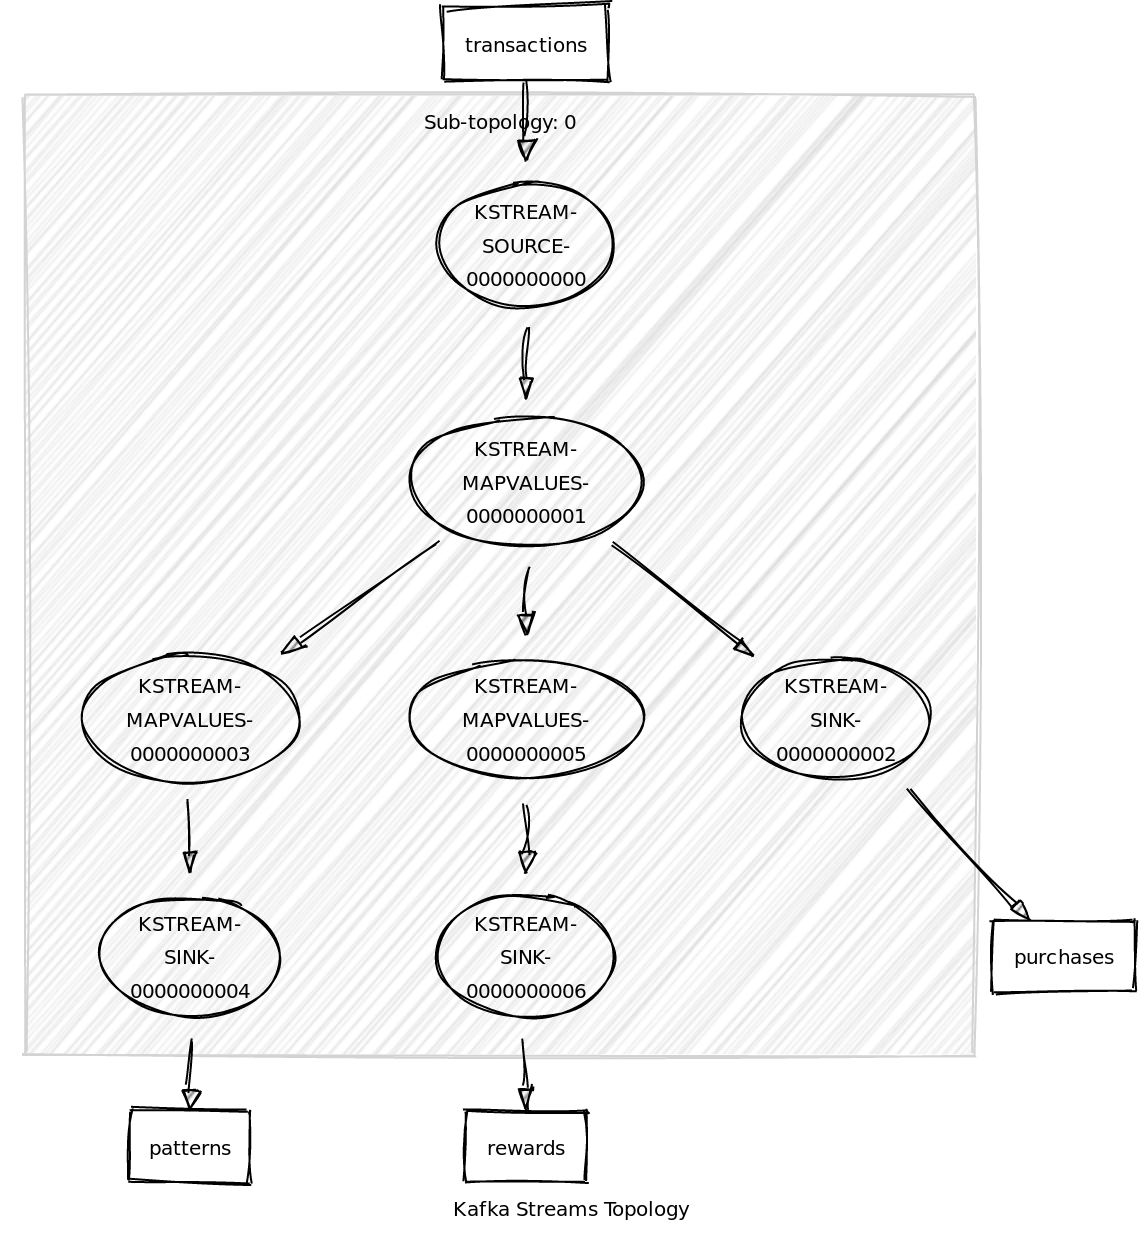 transactions
Sub-topology: 0
KSTREAM-
SOURCE-
0000000000
KSTREAM-
MAPVALUES-
0000000001
KSTREAM-
MAPVALUES-
0000000003
KSTREAM-
MAPVALUES-
0000000005
KSTREAM-
SINK-
0000000002
KSTREAM-
SINK-
0000000004
KSTREAM-
SINK-
0000000006
purchases
patterns
rewards
Kafka Streams Topology